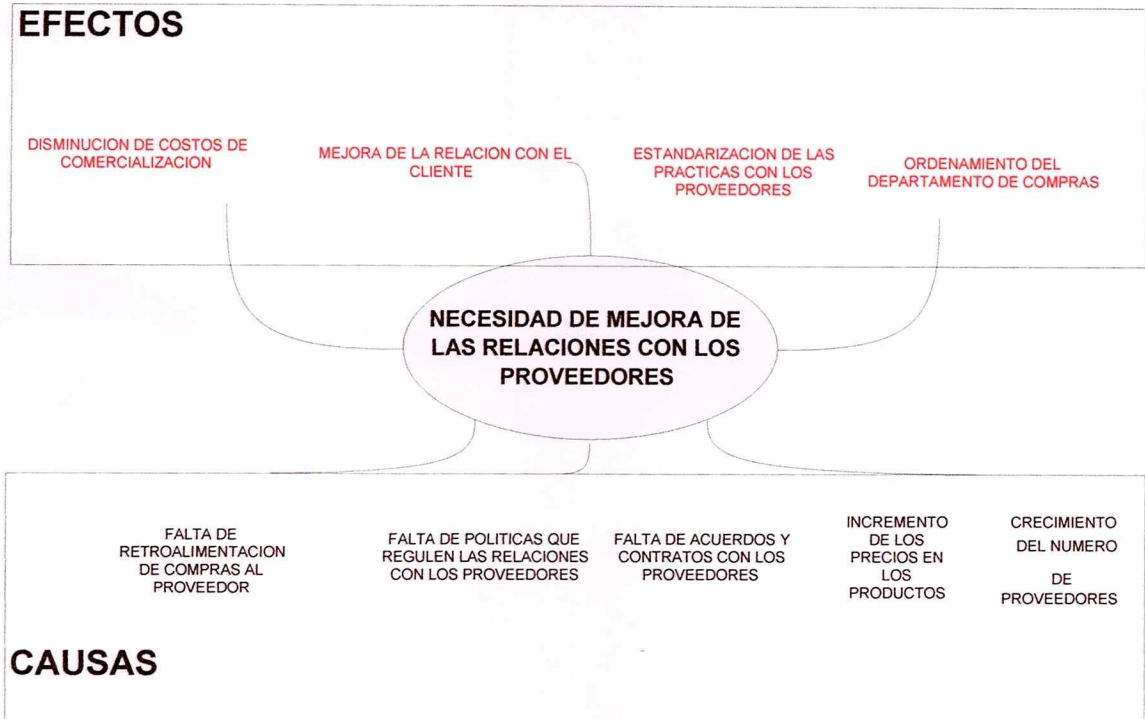 EFECTOS
DISMINUCION DE COSTOS DE
COMERCIALIZACION
MEJORA DE LA RELACION CON EL
CLIENTE
ESTANDARIZACION DE LAS
PRACTICAS CON LOS
PROVEEDORES
ORDENAMIENTO DEL
DEPARTAMENTO DE COMPRAS
NECESIDAD DE MEJORA DE
LAS RELACIONES CON LOS
PROVEEDORES
FALTA DE
RETROALIMENTACION
DE COMPRAS AL
PROVEEDOR
FALTA DE POLITICAS QUE
REGULEN LAS RELACIONES
CON LOS PROVEEDORES
FALTA DE ACUERDOS Y
CONTRATOS CON LOS
PROVEEDORES
INCREMENTO
DE LOS
PRECIOS EN
LOS
PRODUCTOS
CRECIMIENTO
DEL NUMERO
DE
PROVEEDORES
CAUSAS